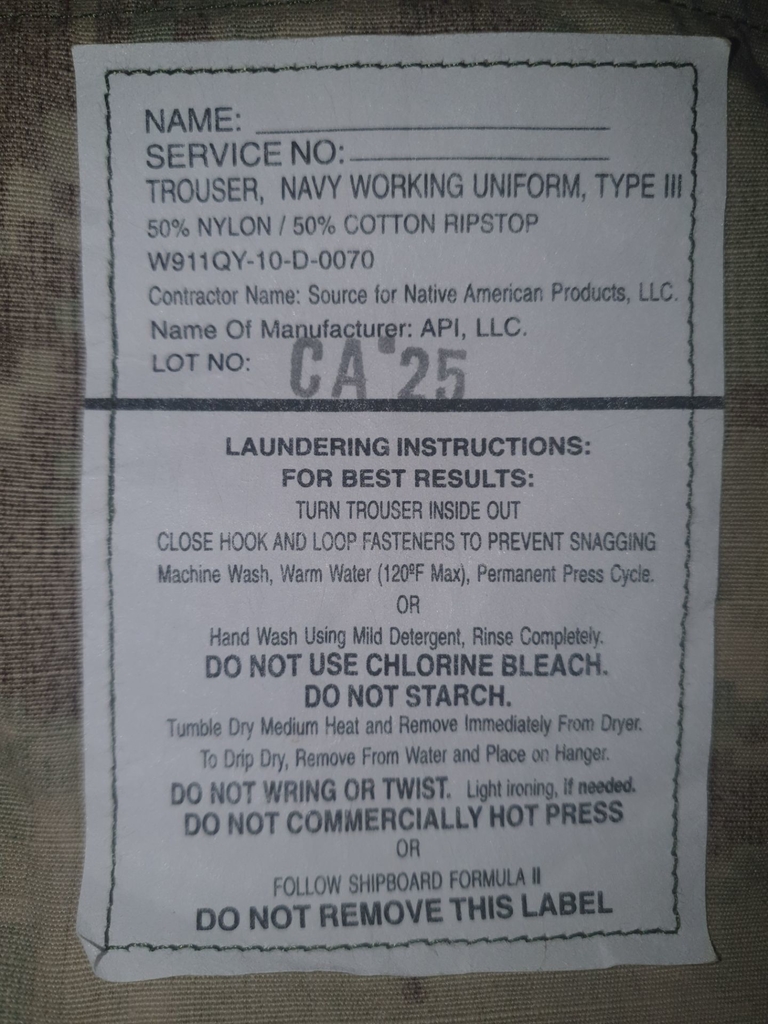 NAME: 
SERVICE NO: 
TROUSER, NAVY WORKING UNIFORM, TYPE III
50% NYLON / 50% COTTON RIPSTOP
W911QY-10-D-0070
Contractor Name: Source for Native American Products, LLC.
Name Of Manufacturer: API, LLC.
LOT NO: CA 25
LAUNDERING INSTRUCTIONS:
FOR BEST RESULTS:
TURN TROUSER INSIDE OUT
CLOSE HOOK AND LOOP FASTENERS TO PREVENT SNAGGING
Machine Wash, Warm Water (120ºF Max), Permanent Press Cycle.
OR
Hand Wash Using Mild Detergent, Rinse Completely.
DO NOT USE CHLORINE BLEACH.
DO NOT STARCH.
Tumble Dry Medium Heat and Remove Immediately From Dryer.
To Drip Dry, Remove From Water and Place on Hanger.
DO NOT WRING OR TWIST. Light ironing, if needed.
DO NOT COMMERCIALLY HOT PRESS
OR
FOLLOW SHIPBOARD FORMULA II
DO NOT REMOVE THIS LABEL